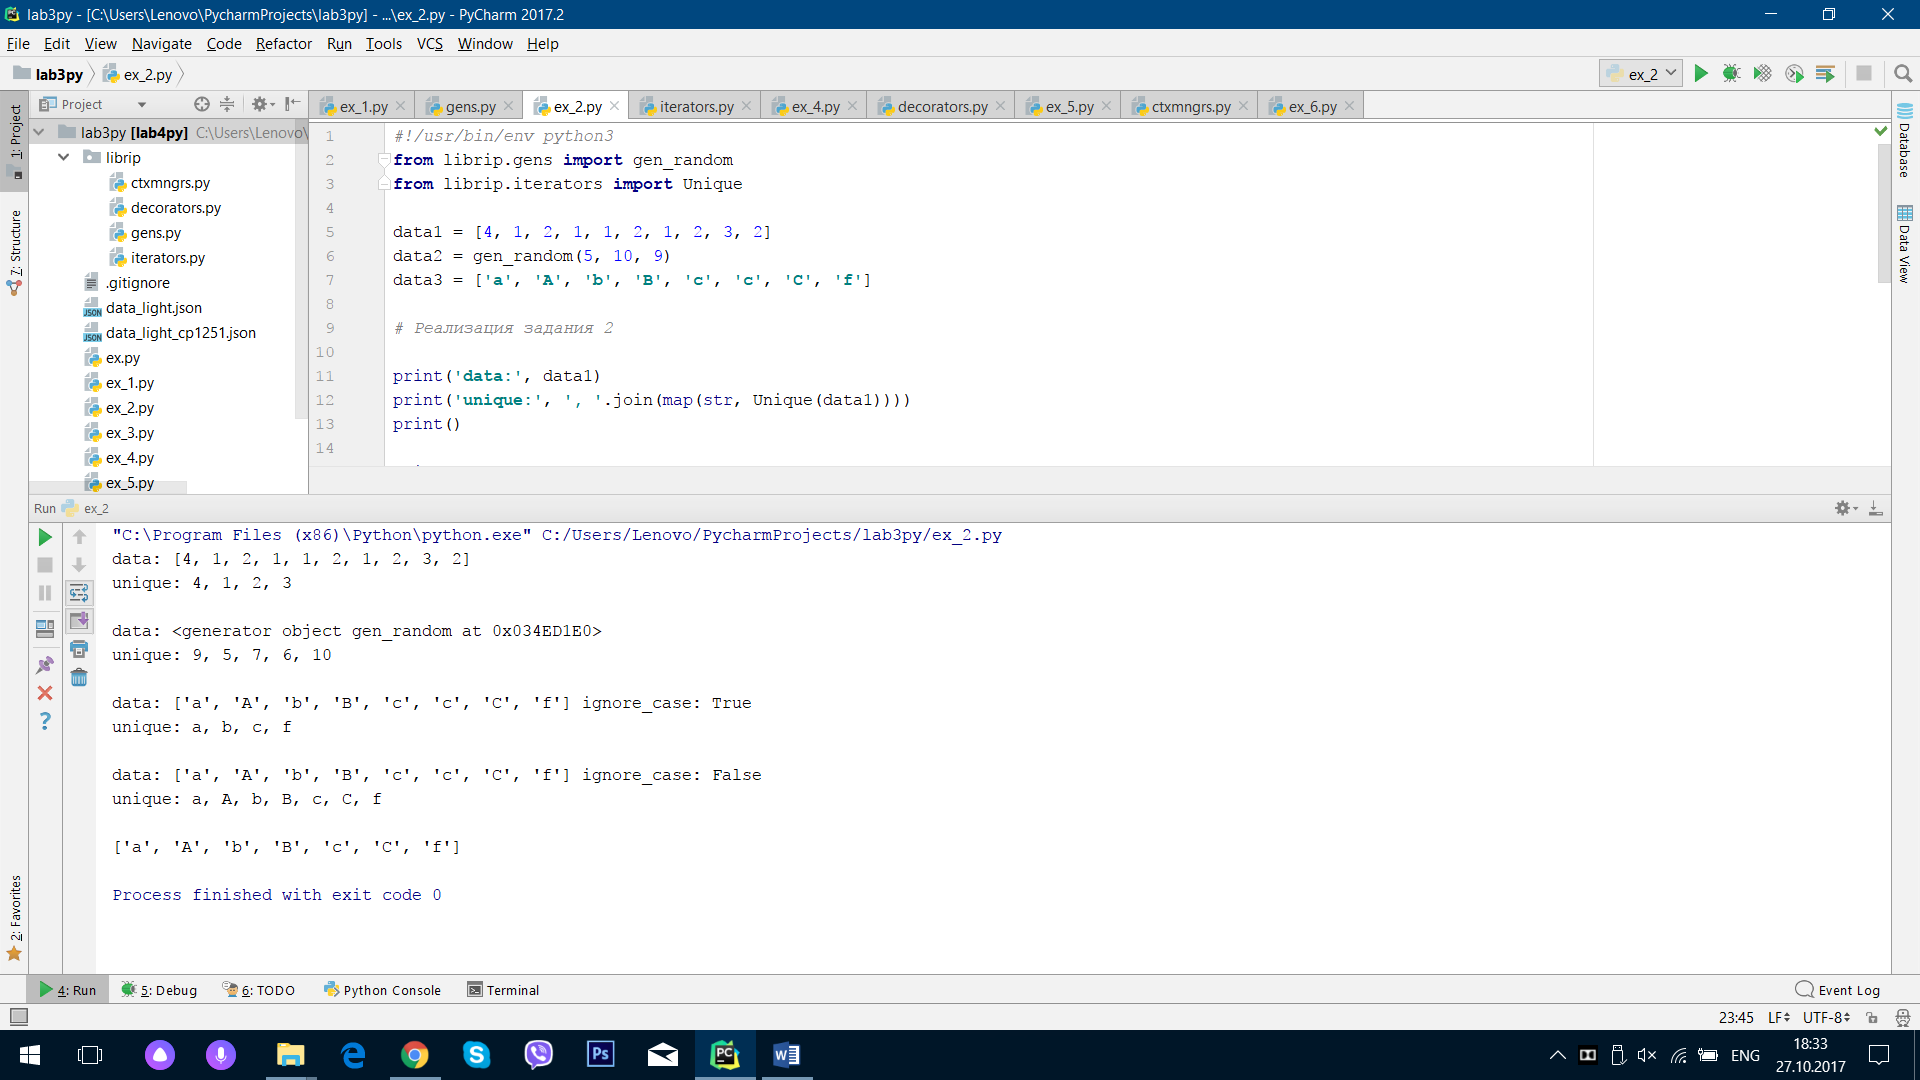 lab3py - [C:\Users\Lenovo\PycharmProjects\lab3py] - ...\ex_2.py - PyCharm 2017.2
File Edit View Navigate Code Refactor Run Tools VCS Window Help
lab3py ex_2.py ex_2
Project
ex_1.py gens.py ex_2.py iterators.py ex_4.py decorators.py ex_5.py ctxmngrs.py ex_6.py
1: Project
7: Structure
2: Favorites
Database
Data View
lab3py [lab4py] C:\Users\Lenovo\
librip
ctxmngrs.py
decorators.py
gens.py
iterators.py
.gitignore
data_light.json
data_light_cp1251.json
ex.py
ex_1.py
ex_2.py
ex_3.py
ex_4.py
ex_5.py
1 #!/usr/bin/env python3
2 from librip.gens import gen_random
3 from librip.iterators import Unique
4
5 data1 = [4, 1, 2, 1, 1, 2, 1, 2, 3, 2]
6 data2 = gen_random(5, 10, 9)
7 data3 = ['a', 'A', 'b', 'B', 'c', 'c', 'C', 'f']
8
9 # Реализация задания 2
10
11 print('data:', data1)
12 print('unique:', ', '.join(map(str, Unique(data1))))
13 print()
14
Run ex_2
"C:\Program Files (x86)\Python\python.exe" C:/Users/Lenovo/PycharmProjects/lab3py/ex_2.py
data: [4, 1, 2, 1, 1, 2, 1, 2, 3, 2]
unique: 4, 1, 2, 3
data: <generator object gen_random at 0x034ED1E0>
unique: 9, 5, 7, 6, 10
data: ['a', 'A', 'b', 'B', 'c', 'c', 'C', 'f'] ignore_case: True
unique: a, b, c, f
data: ['a', 'A', 'b', 'B', 'c', 'c', 'C', 'f'] ignore_case: False
unique: a, A, b, B, c, C, f
['a', 'A', 'b', 'B', 'c', 'C', 'f']
Process finished with exit code 0
4: Run 5: Debug 6: TODO Python Console Terminal Event Log
23:45 LF UTF-8
ENG
18:33
27.10.2017